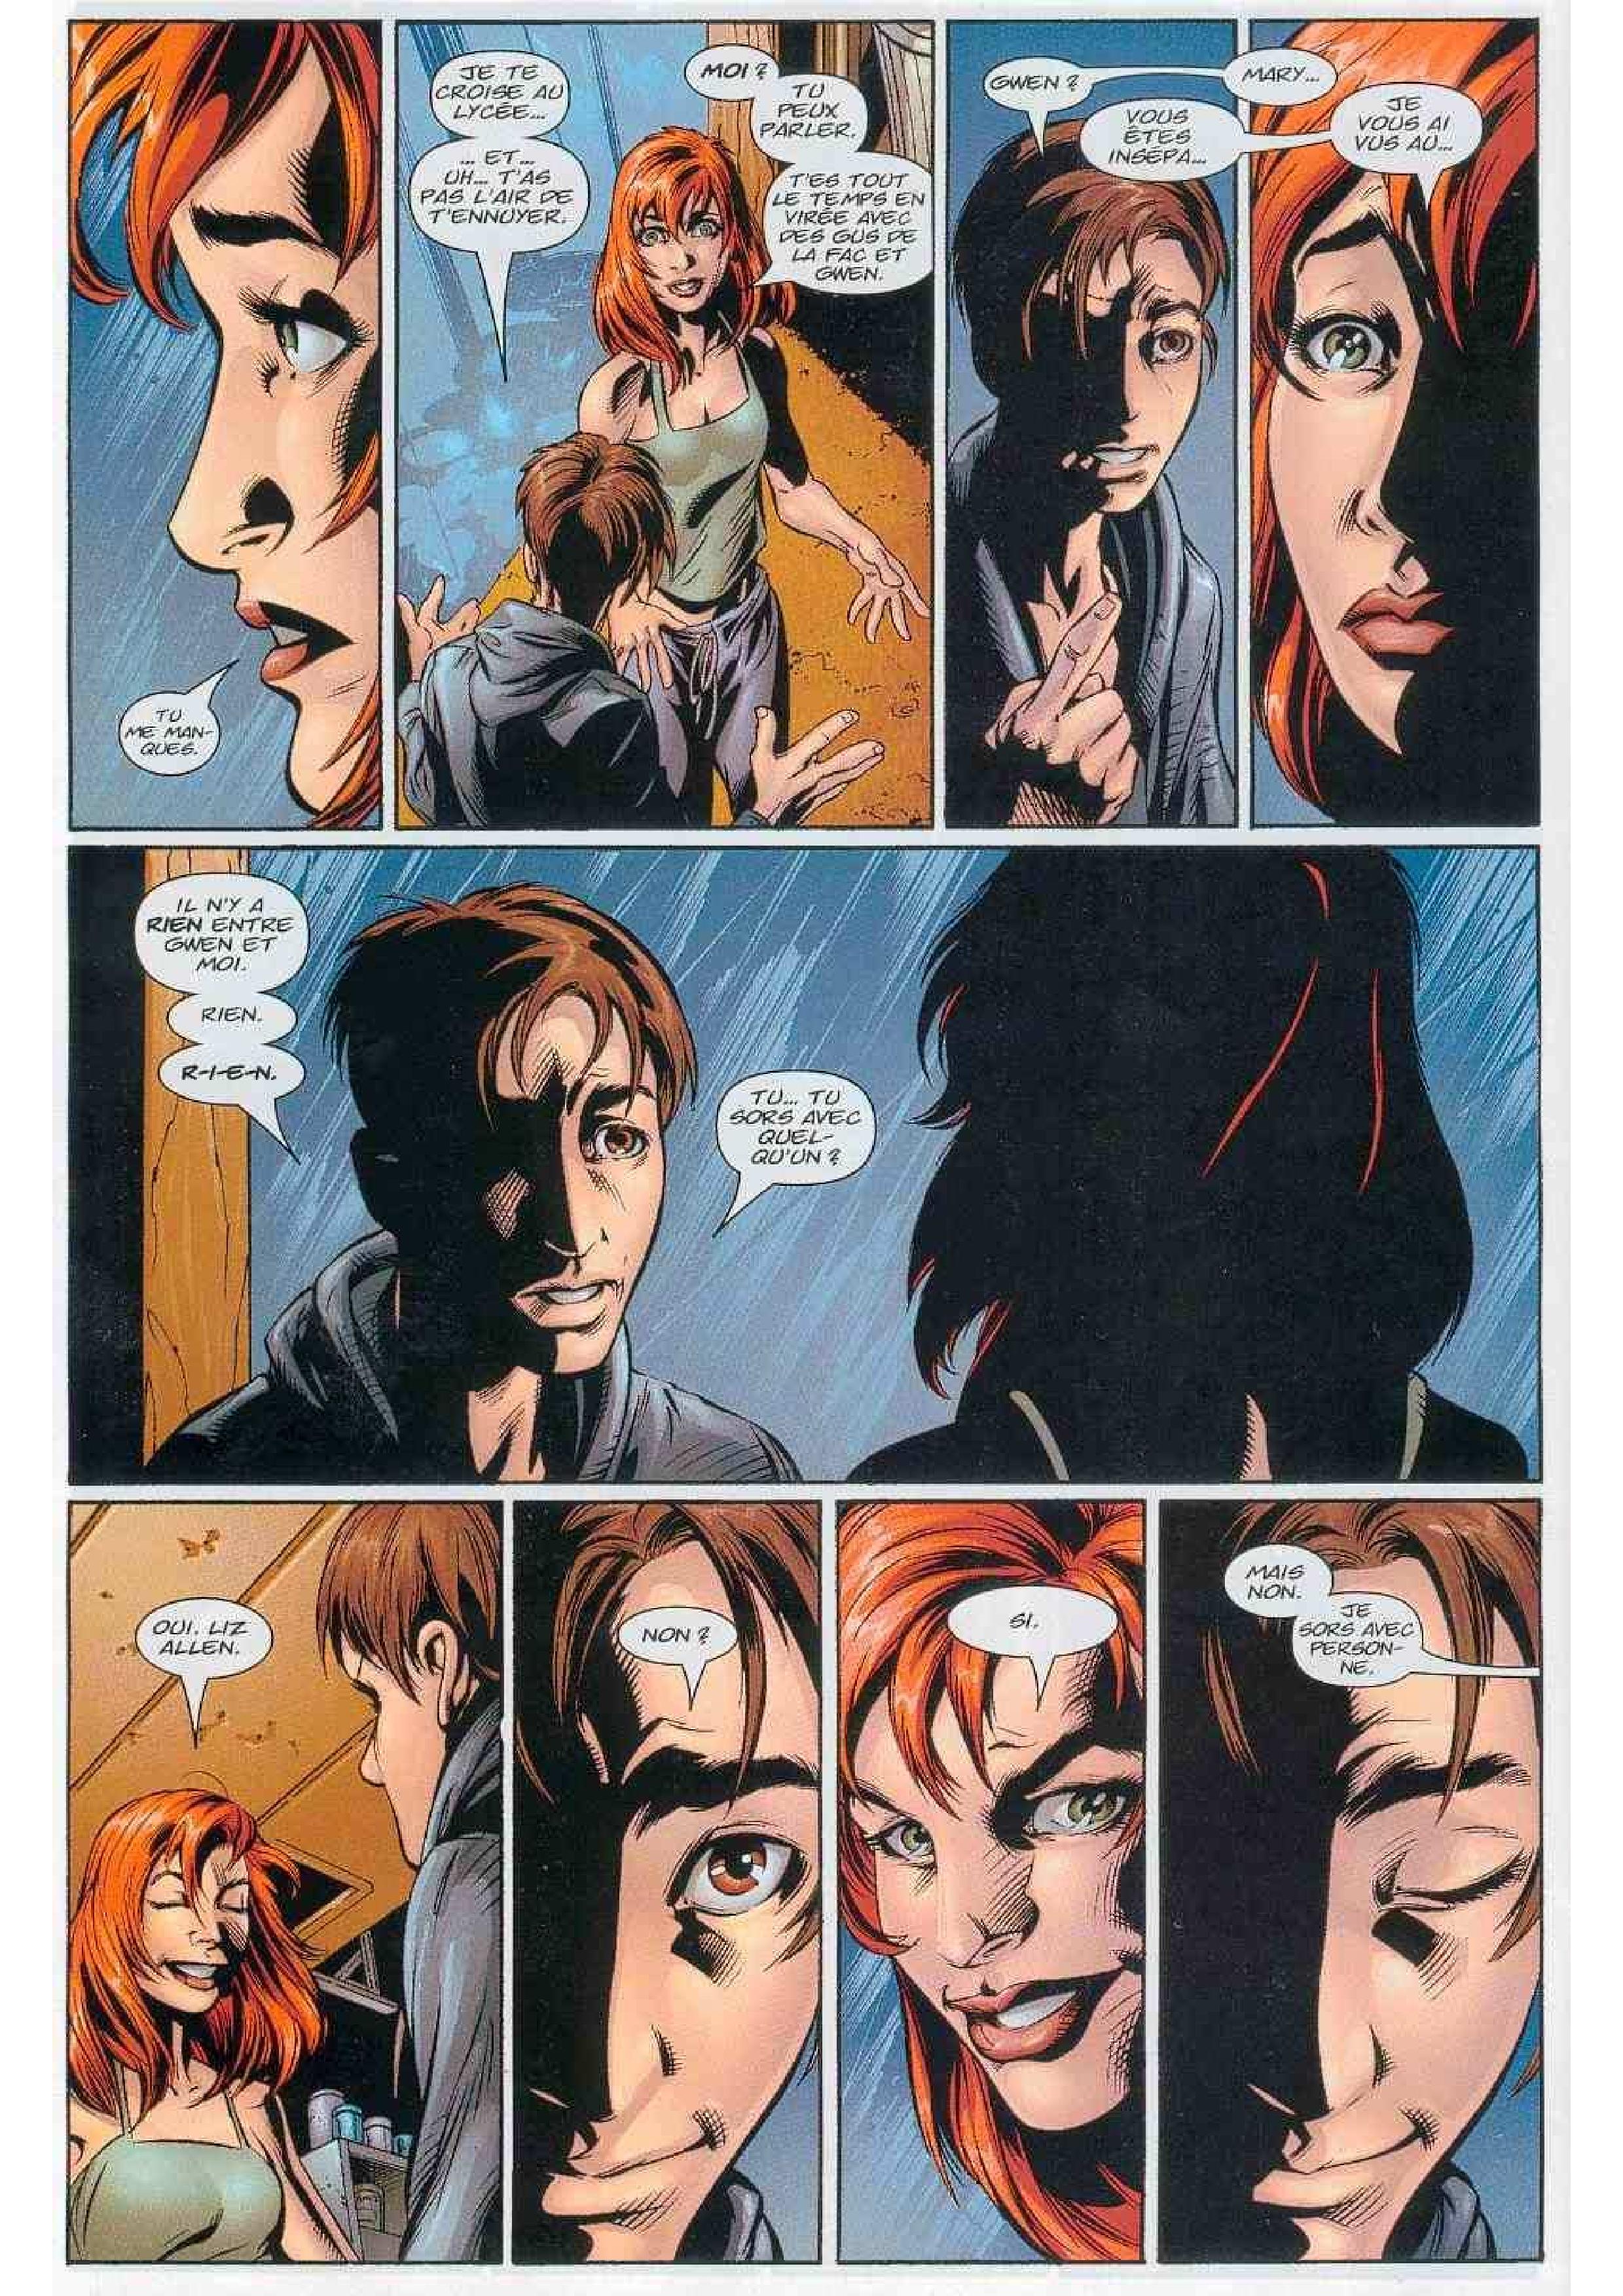 TU
ME MAN-
QUES.
JE TE
CROISE AU
LYCÉE...
... ET...
UH... T'AS
PAS L'AIR DE
T'ENNUYER.
MOI ?
TU
PEUX
PARLER.
T'ES TOUT
LE TEMPS EN
VIRÉE AVEC
DES GUS DE
LA FAC ET
GWEN.
GWEN ?
MARY...
VOUS
ÊTES
INSÉPA...
JE
VOUS AI
VUS AU...
IL N'Y A
RIEN ENTRE
GWEN ET
MOI.
RIEN.
R-I-E-N.
TU... TU
SORS AVEC
QUEL-
QU'UN ?
OUI. LIZ
ALLEN.
NON ?
SI.
MAIS
NON.
JE
SORS AVEC
PERSON-
NE.